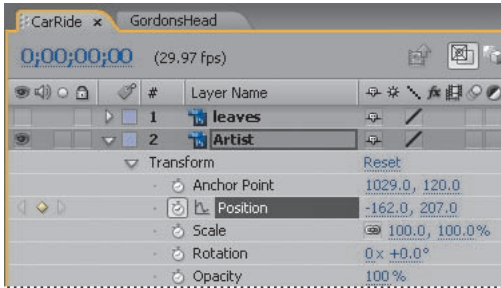 CarRide × GordonsHead
0;00;00;00 (29.97 fps)
# Layer Name
1 leaves
2 Artist
Transform Reset
Anchor Point 1029.0, 120.0
Position -162.0, 207.0
Scale 100.0, 100.0%
Rotation 0x +0.0°
Opacity 100%